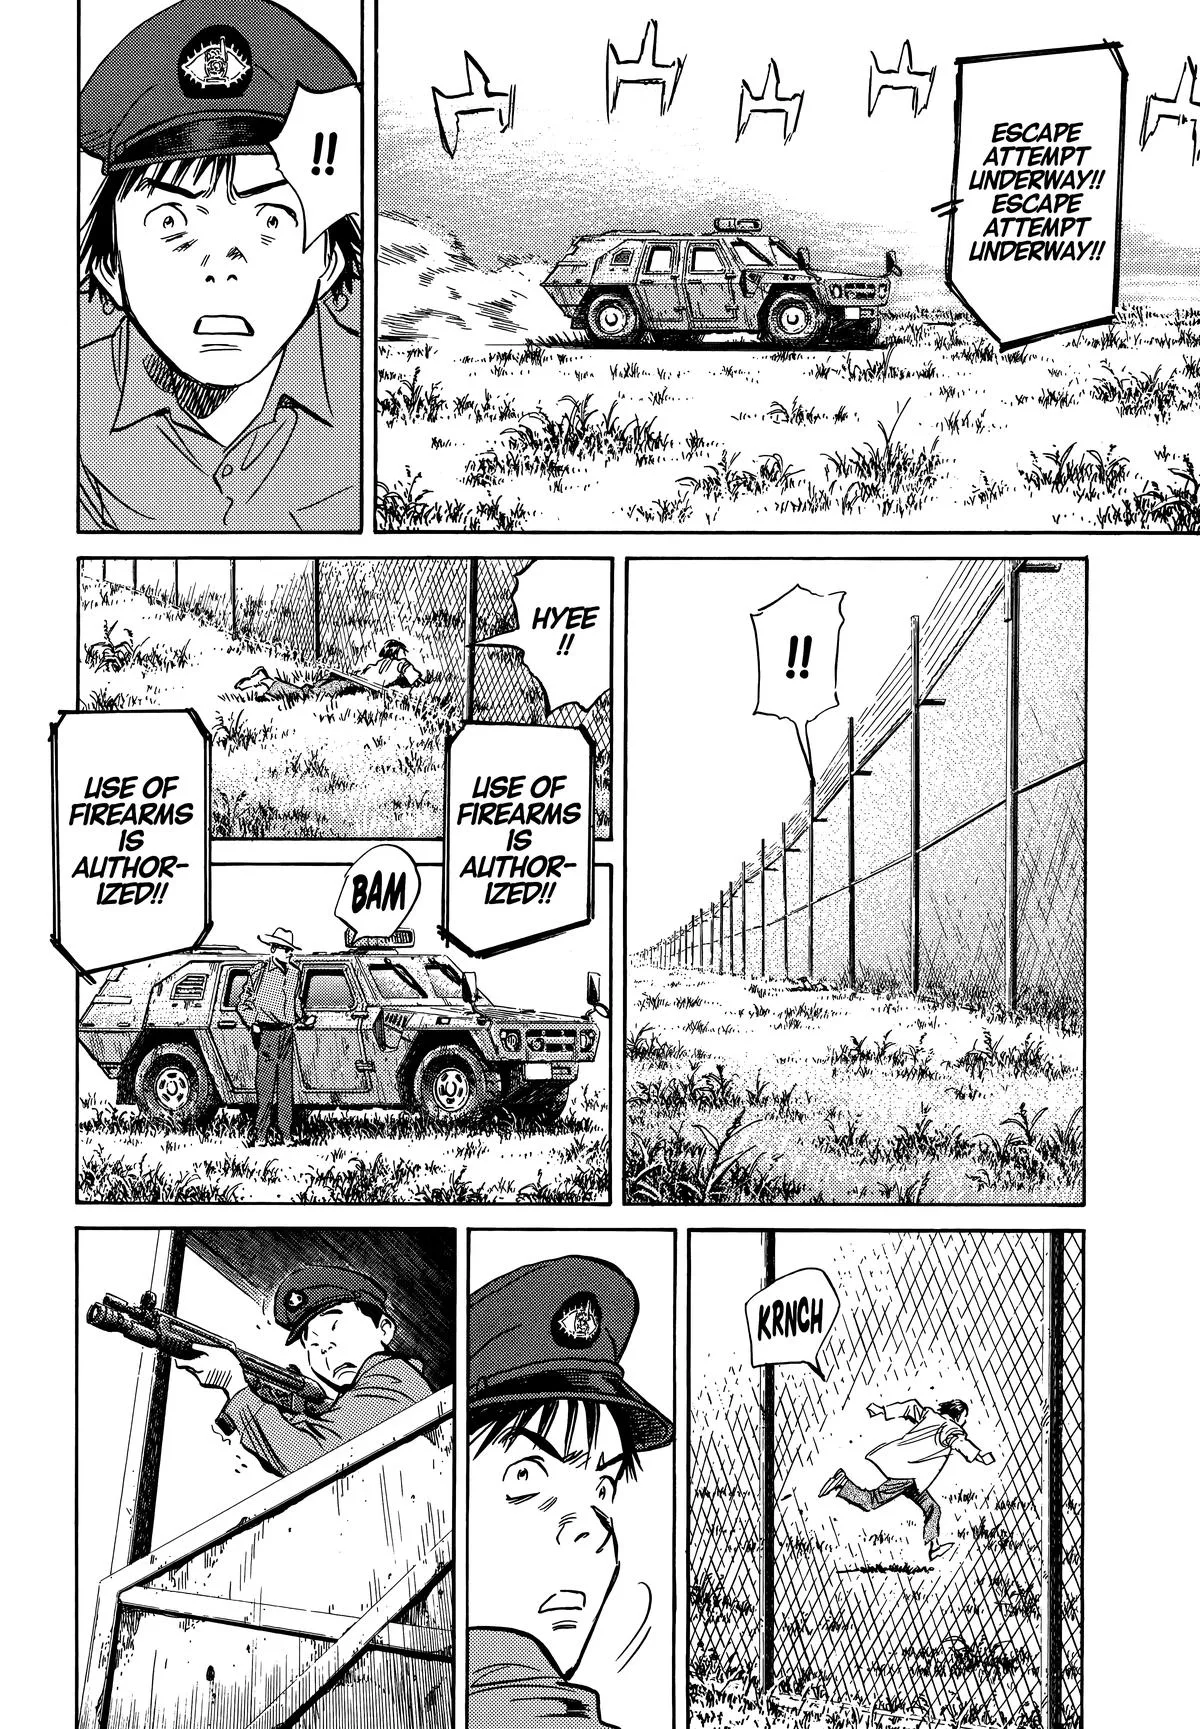 ESCAPE
ATTEMPT
UNDERWAY!!
ESCAPE
ATTEMPT
UNDERWAY!!
!!
!!
HYEE
!!
USE OF
FIREARMS
IS
AUTHOR-
IZED!!
USE OF
FIREARMS
IS
AUTHOR-
IZED!!
BAM
KRNCH